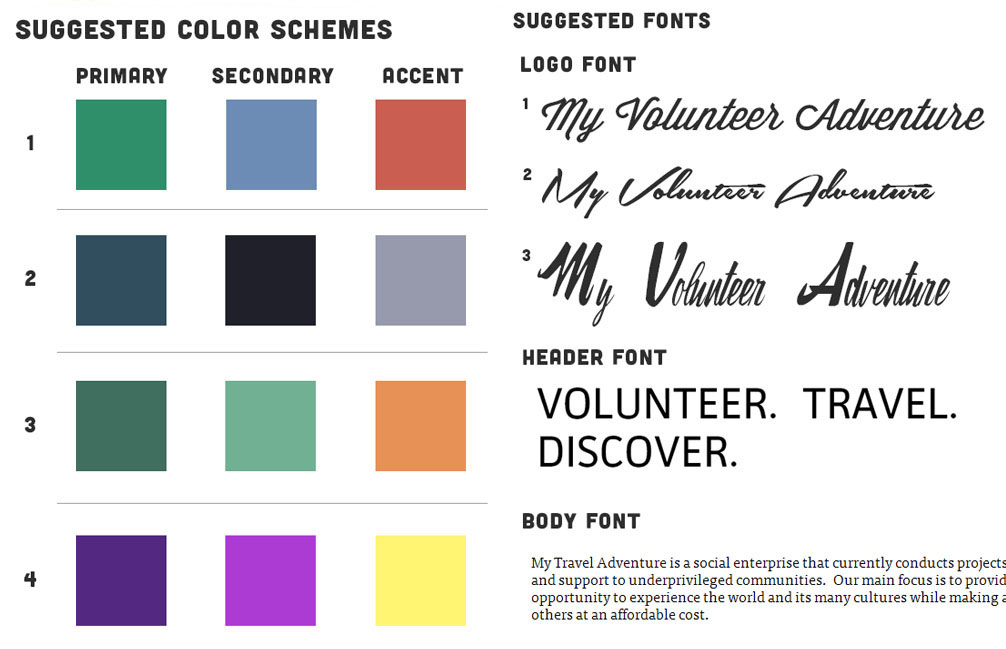 SUGGESTED COLOR SCHEMES
PRIMARY SECONDARY ACCENT
1
2
3
4
SUGGESTED FONTS
LOGO FONT
1 My Volunteer Adventure
2 My Volunteer Adventure
3 My Volunteer Adventure
HEADER FONT
VOLUNTEER. TRAVEL.
DISCOVER.
BODY FONT
My Travel Adventure is a social enterprise that currently conducts projects
and support to underprivileged communities. Our main focus is to provid
opportunity to experience the world and its many cultures while making a
others at an affordable cost.